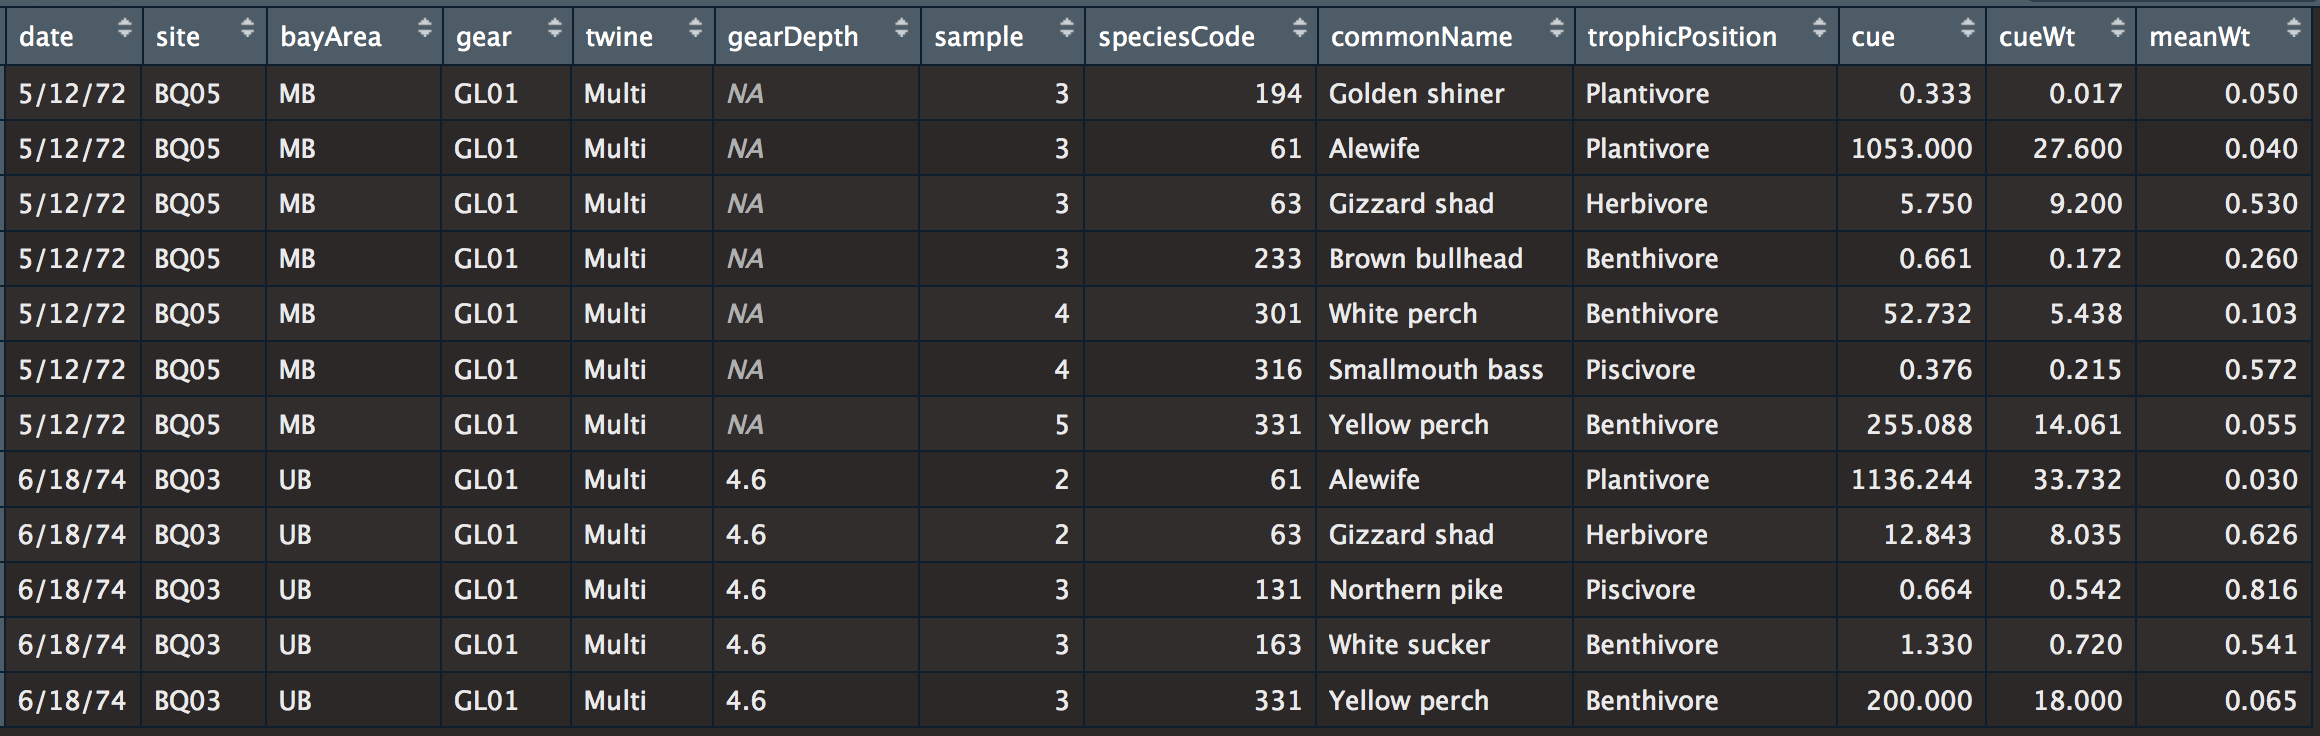 date site bayArea gear twine gearDepth sample speciesCode commonName trophicPosition cue cueWt meanWt
5/12/72 BQ05 MB GL01 Multi NA 3 194 Golden shiner Plantivore 0.333 0.017 0.050
5/12/72 BQ05 MB GL01 Multi NA 3 61 Alewife Plantivore 1053.000 27.600 0.040
5/12/72 BQ05 MB GL01 Multi NA 3 63 Gizzard shad Herbivore 5.750 9.200 0.530
5/12/72 BQ05 MB GL01 Multi NA 3 233 Brown bullhead Benthivore 0.661 0.172 0.260
5/12/72 BQ05 MB GL01 Multi NA 4 301 White perch Benthivore 52.732 5.438 0.103
5/12/72 BQ05 MB GL01 Multi NA 4 316 Smallmouth bass Piscivore 0.376 0.215 0.572
5/12/72 BQ05 MB GL01 Multi NA 5 331 Yellow perch Benthivore 255.088 14.061 0.055
6/18/74 BQ03 UB GL01 Multi 4.6 2 61 Alewife Plantivore 1136.244 33.732 0.030
6/18/74 BQ03 UB GL01 Multi 4.6 2 63 Gizzard shad Herbivore 12.843 8.035 0.626
6/18/74 BQ03 UB GL01 Multi 4.6 3 131 Northern pike Piscivore 0.664 0.542 0.816
6/18/74 BQ03 UB GL01 Multi 4.6 3 163 White sucker Benthivore 1.330 0.720 0.541
6/18/74 BQ03 UB GL01 Multi 4.6 3 331 Yellow perch Benthivore 200.000 18.000 0.065